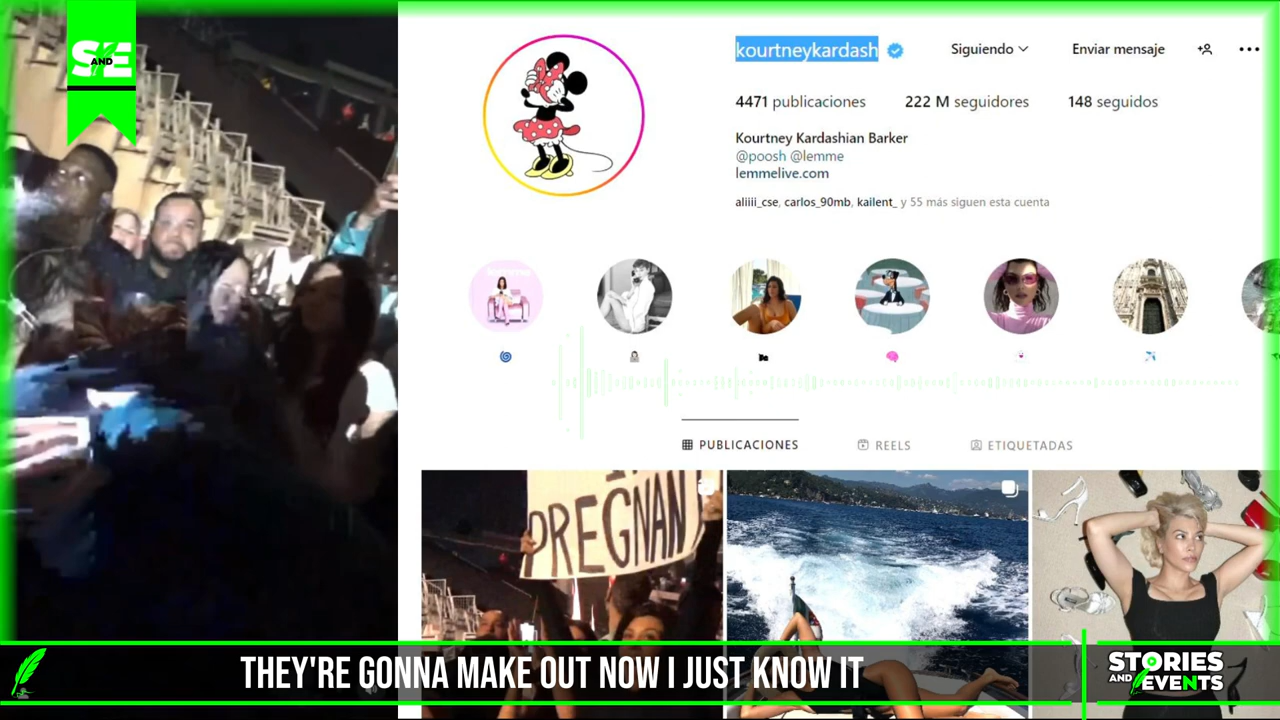 S AND E
kourtneykardash
Siguiendo
Enviar mensaje
4471 publicaciones
222 M seguidores
148 seguidos
Kourtney Kardashian Barker
@poosh @lemme
lemmelive.com
aliiii_cse, carlos_90mb, kailent_ y 55 más siguen esta cuenta
PUBLICACIONES
REELS
ETIQUETADAS
PREGNAN
THEY'RE GONNA MAKE OUT NOW I JUST KNOW IT
STORIES
AND EVENTS